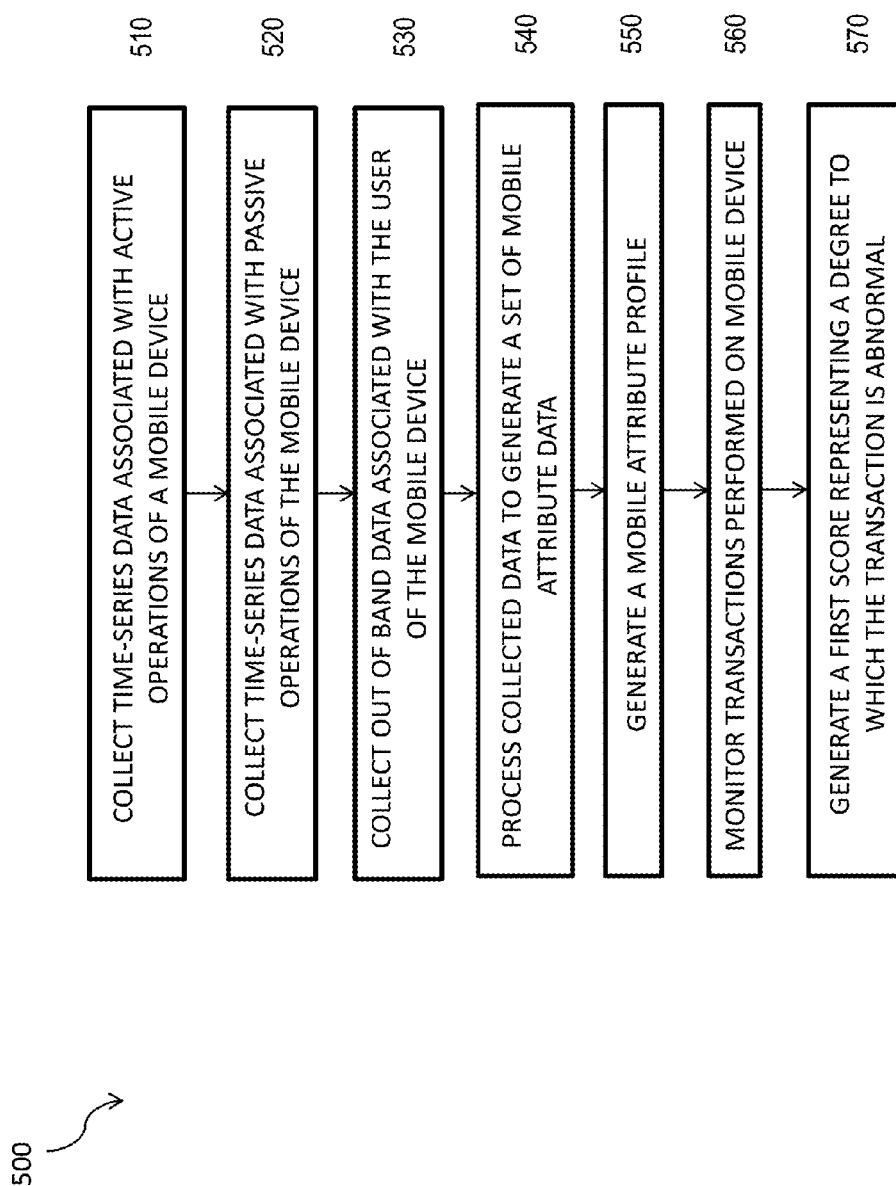 500
COLLECT TIME-SERIES DATA ASSOCIATED WITH ACTIVE
OPERATIONS OF A MOBILE DEVICE
510
COLLECT TIME-SERIES DATA ASSOCIATED WITH PASSIVE
OPERATIONS OF THE MOBILE DEVICE
520
COLLECT OUT OF BAND DATA ASSOCIATED WITH THE USER
OF THE MOBILE DEVICE
530
PROCESS COLLECTED DATA TO GENERATE A SET OF MOBILE
ATTRIBUTE DATA
540
GENERATE A MOBILE ATTRIBUTE PROFILE
550
MONITOR TRANSACTIONS PERFORMED ON MOBILE DEVICE
560
GENERATE A FIRST SCORE REPRESENTING A DEGREE TO
WHICH THE TRANSACTION IS ABNORMAL
570